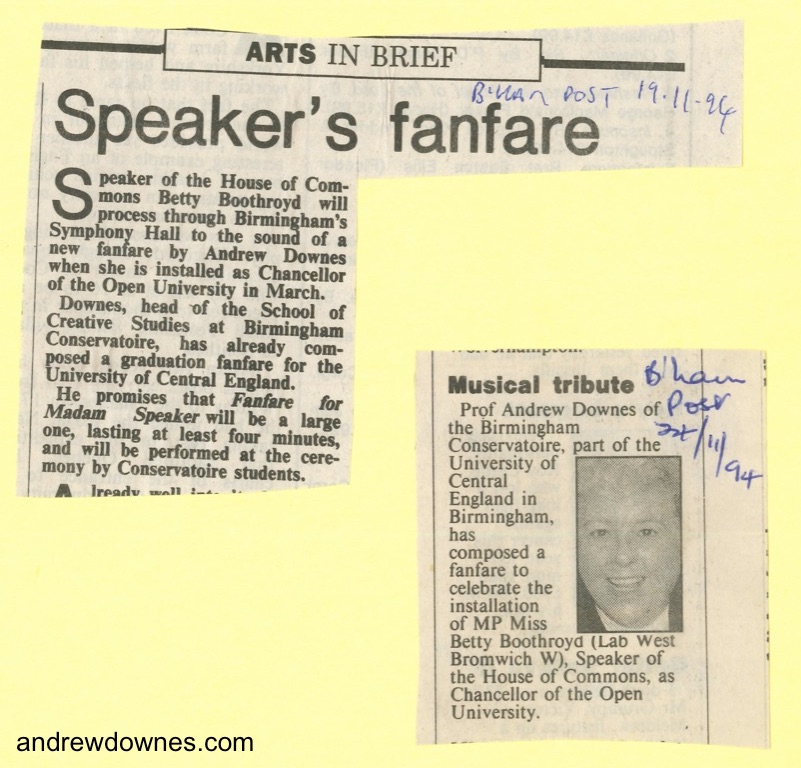 ARTS IN BRIEF
B'HAM POST 19.11.94
Speaker's fanfare
Speaker of the House of Com-
mons Betty Boothroyd will
process through Birmingham's
Symphony Hall to the sound of a
new fanfare by Andrew Downes
when she is installed as Chancellor
of the Open University in March.
Downes, head of the School of
Creative Studies at Birmingham
Conservatoire, has already com-
posed a graduation fanfare for the
University of Central England.
He promises that Fanfare for
Madam Speaker will be a large
one, lasting at least four minutes,
and will be performed at the cere-
mony by Conservatoire students.
Already well into
Wolverhampton.
Musical tribute
B'ham
Post
/11/94
Prof Andrew Downes of
the Birmingham
Conservatoire, part of the
University of
Central
England in
Birmingham,
has
composed a
fanfare to
celebrate the
installation
of MP Miss
Betty Boothroyd (Lab West
Bromwich W), Speaker of
the House of Commons, as
Chancellor of the Open
University.
andrewdownes.com